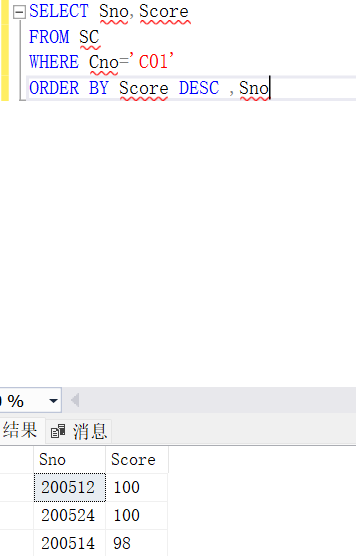 SELECT Sno,Score
FROM SC
WHERE Cno='C01'
ORDER BY Score DESC ,Sno
%
结果 消息
Sno Score
200512 100
200524 100
200514 98